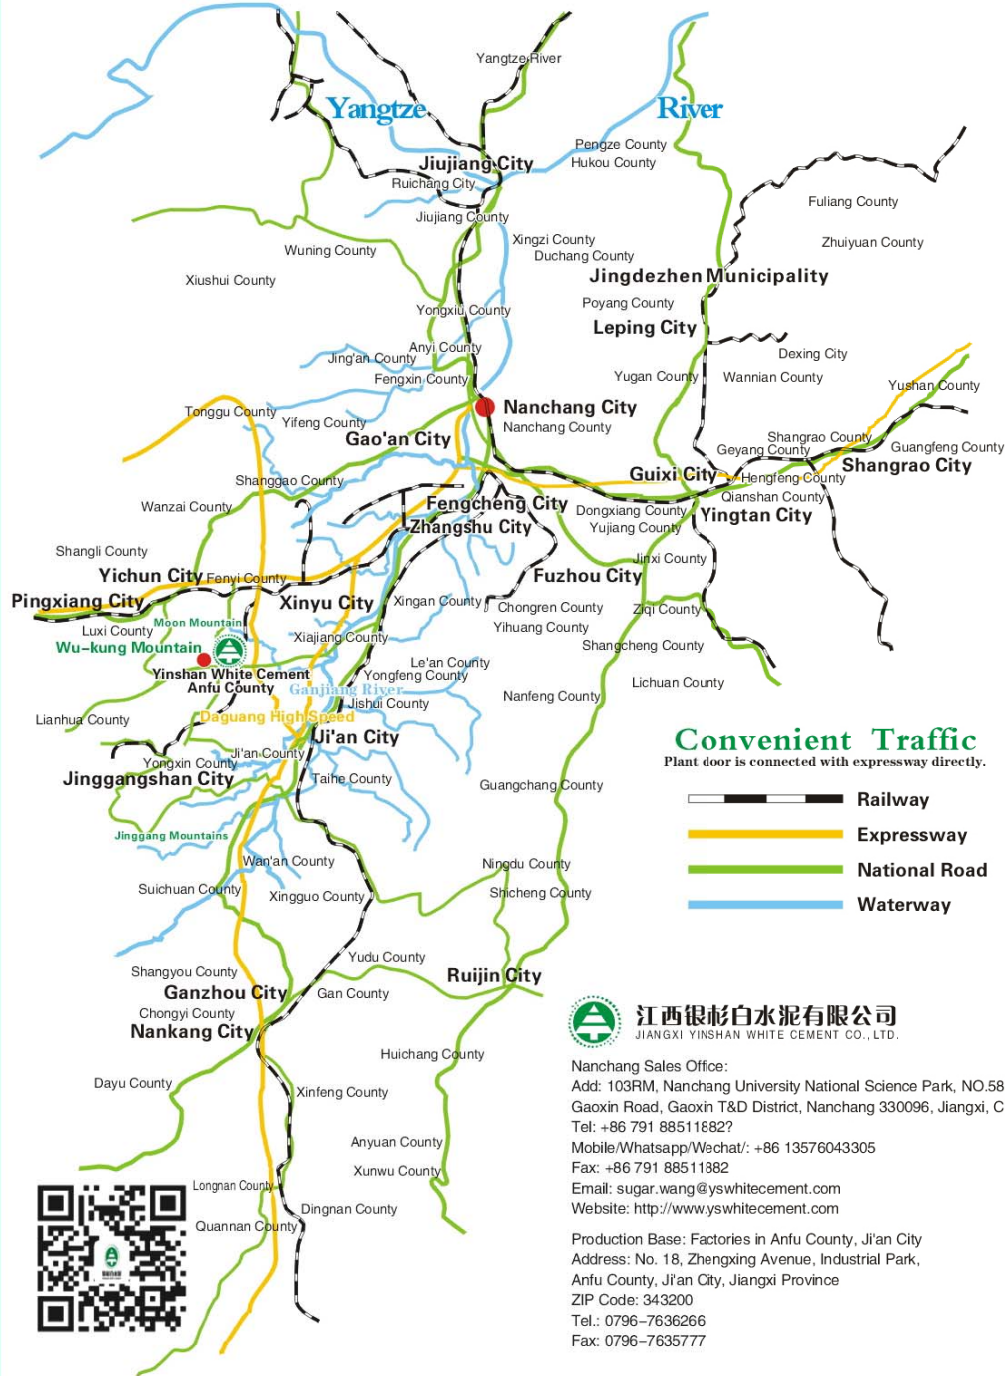 Yangtze River
Yangtze
River
Pengze County
Jiujiang City
Hukou County
Ruichang City
Fuliang County
Jiujiang County
Xingzi County
Zhuiyuan County
Wuning County
Duchang County
Jingdezhen Municipality
Xiushui County
Poyang County
Yongxiu County
Leping City
Anyi County
Jing'an County
Dexing City
Fengxin County
Yugan County
Wannian County
Yushan County
Tonggu County
Nanchang City
Yifeng County
Nanchang County
Gao'an City
Shangrao County
Geyang County
Guangfeng County
Shangrao City
Guixi City
Hengfeng County
Shanggao County
Qianshan County
Wanzai County
Fengcheng City
Dongxiang County
Yingtan City
Zhangshu City
Yujiang County
Shangli County
Jinxi County
Yichun City
Fenyi County
Fuzhou City
Pingxiang City
Xinyu City
Xingan County
Chongren County
Ziqi County
Moon Mountain
Luxi County
Yihuang County
Xiajiang County
Wu-kung Mountain
Shangcheng County
Le'an County
Yinshan White Cement
Yongfeng County
Anfu County
Ganjiang River
Lichuan County
Nanfeng County
Jishui County
Lianhua County
Daguang High Speed
Ji'an City
Convenient Traffic
Ji'an County
Plant door is connected with expressway directly.
Yongxin County
Jinggangshan City
Taihe County
Guangchang County
Railway
Jinggang Mountains
Expressway
Wan'an County
Ningdu County
National Road
Suichuan County
Xingguo County
Shicheng County
Waterway
Yudu County
Shangyou County
Ruijin City
Ganzhou City
Gan County
Chongyi County
Nankang City
Huichang County
Dayu County
Xinfeng County
Anyuan County
Xunwu County
Longnan County
Dingnan County
Quannan County
江西银杉白水泥有限公司
JIANGXI YINSHAN WHITE CEMENT CO., LTD.
Nanchang Sales Office:
Add: 103RM, Nanchang University National Science Park, NO.58
Gaoxin Road, Gaoxin T&D District, Nanchang 330096, Jiangxi, C
Tel: +86 791 88511882?
Mobile/Whatsapp/Wechat/: +86 13576043305
Fax: +86 791 88511882
Email: sugar.wang@yswhitecement.com
Website: http://www.yswhitecement.com
Production Base: Factories in Anfu County, Ji'an City
Address: No. 18, Zhengxing Avenue, Industrial Park,
Anfu County, Ji'an City, Jiangxi Province
ZIP Code: 343200
Tel.: 0796-7636266
Fax: 0796-7635777